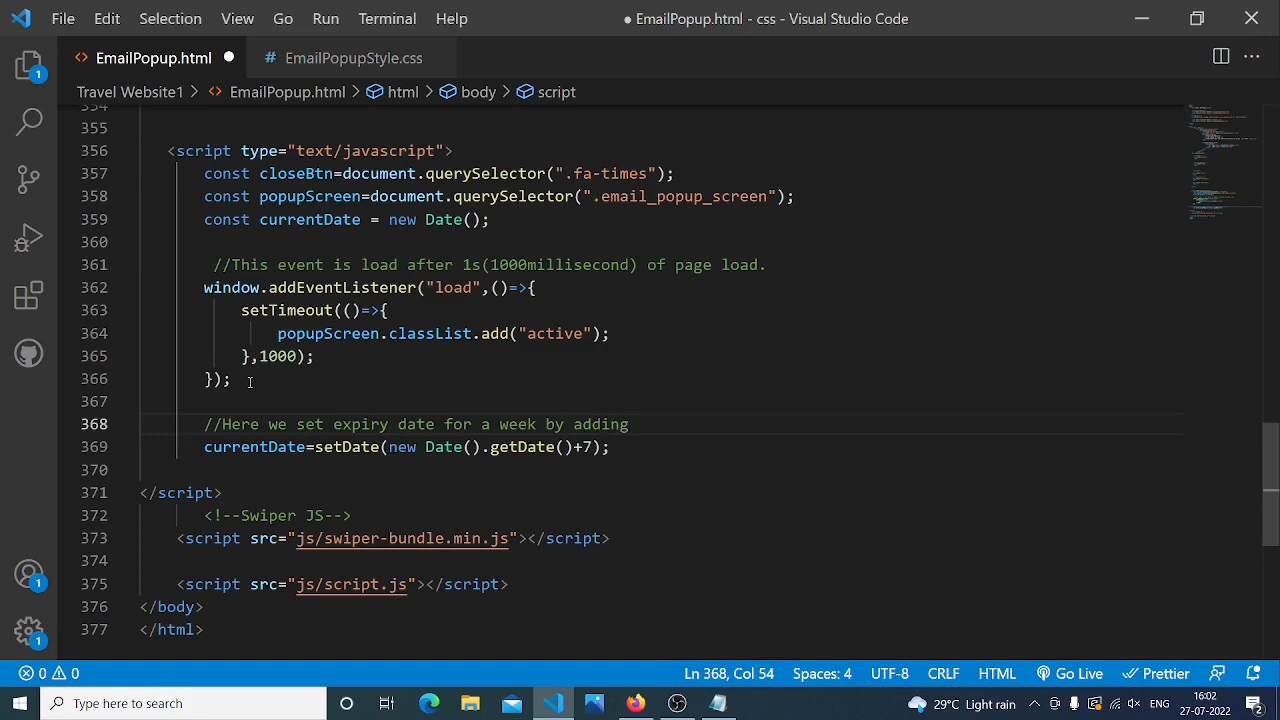 File Edit Selection View Go Run Terminal Help ● EmailPopup.html - css - Visual Studio Code
<> EmailPopup.html ● # EmailPopupStyle.css
Travel Website1 > <> EmailPopup.html > html > body > script
354
355
356 <script type="text/javascript">
357 const closeBtn=document.querySelector(".fa-times");
358 const popupScreen=document.querySelector(".email_popup_screen");
359 const currentDate = new Date();
360
361 //This event is load after 1s(1000millisecond) of page load.
362 window.addEventListener("load",()=>{
363 setTimeout(()=>{
364 popupScreen.classList.add("active");
365 },1000);
366 });
367
368 //Here we set expiry date for a week by adding
369 currentDate=setDate(new Date().getDate()+7);
370
371 </script>
372 <!--Swiper JS-->
373 <script src="js/swiper-bundle.min.js"></script>
374
375 <script src="js/script.js"></script>
376 </body>
377 </html>
1
1
1
0 0 Ln 368, Col 54 Spaces: 4 UTF-8 CRLF HTML Go Live Prettier
Type here to search
29°C Light rain ENG 16:02
27-07-2022
2